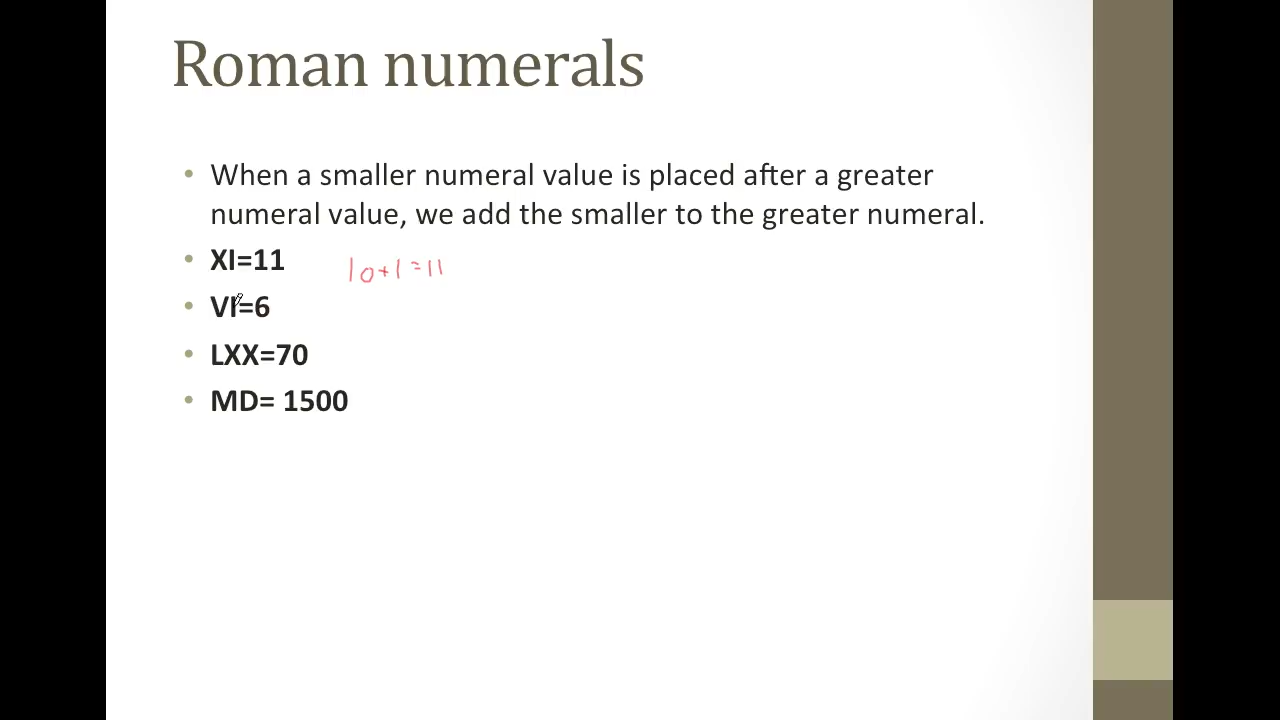 Roman numerals
• When a smaller numeral value is placed after a greater
numeral value, we add the smaller to the greater numeral.
• XI=11 10+1=11
• VI=6
• LXX=70
• MD= 1500